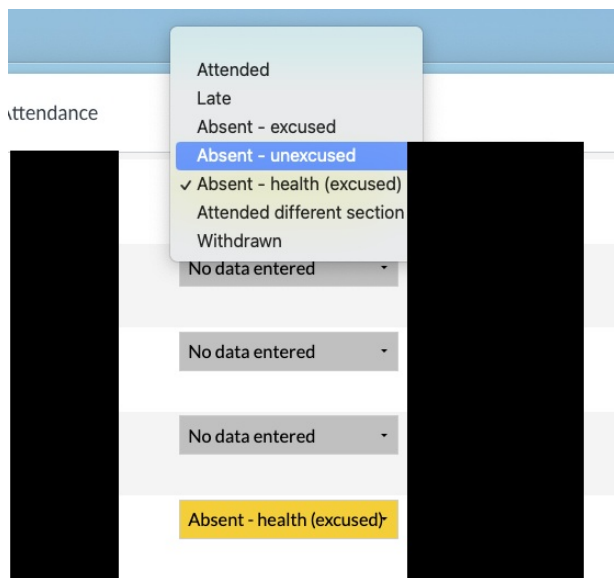 Attended
Late
Attendance
Absent - excused
Absent - unexcused
✓ Absent - health (excused)
Attended different section
Withdrawn
No data entered
No data entered
No data entered
Absent - health (excused)